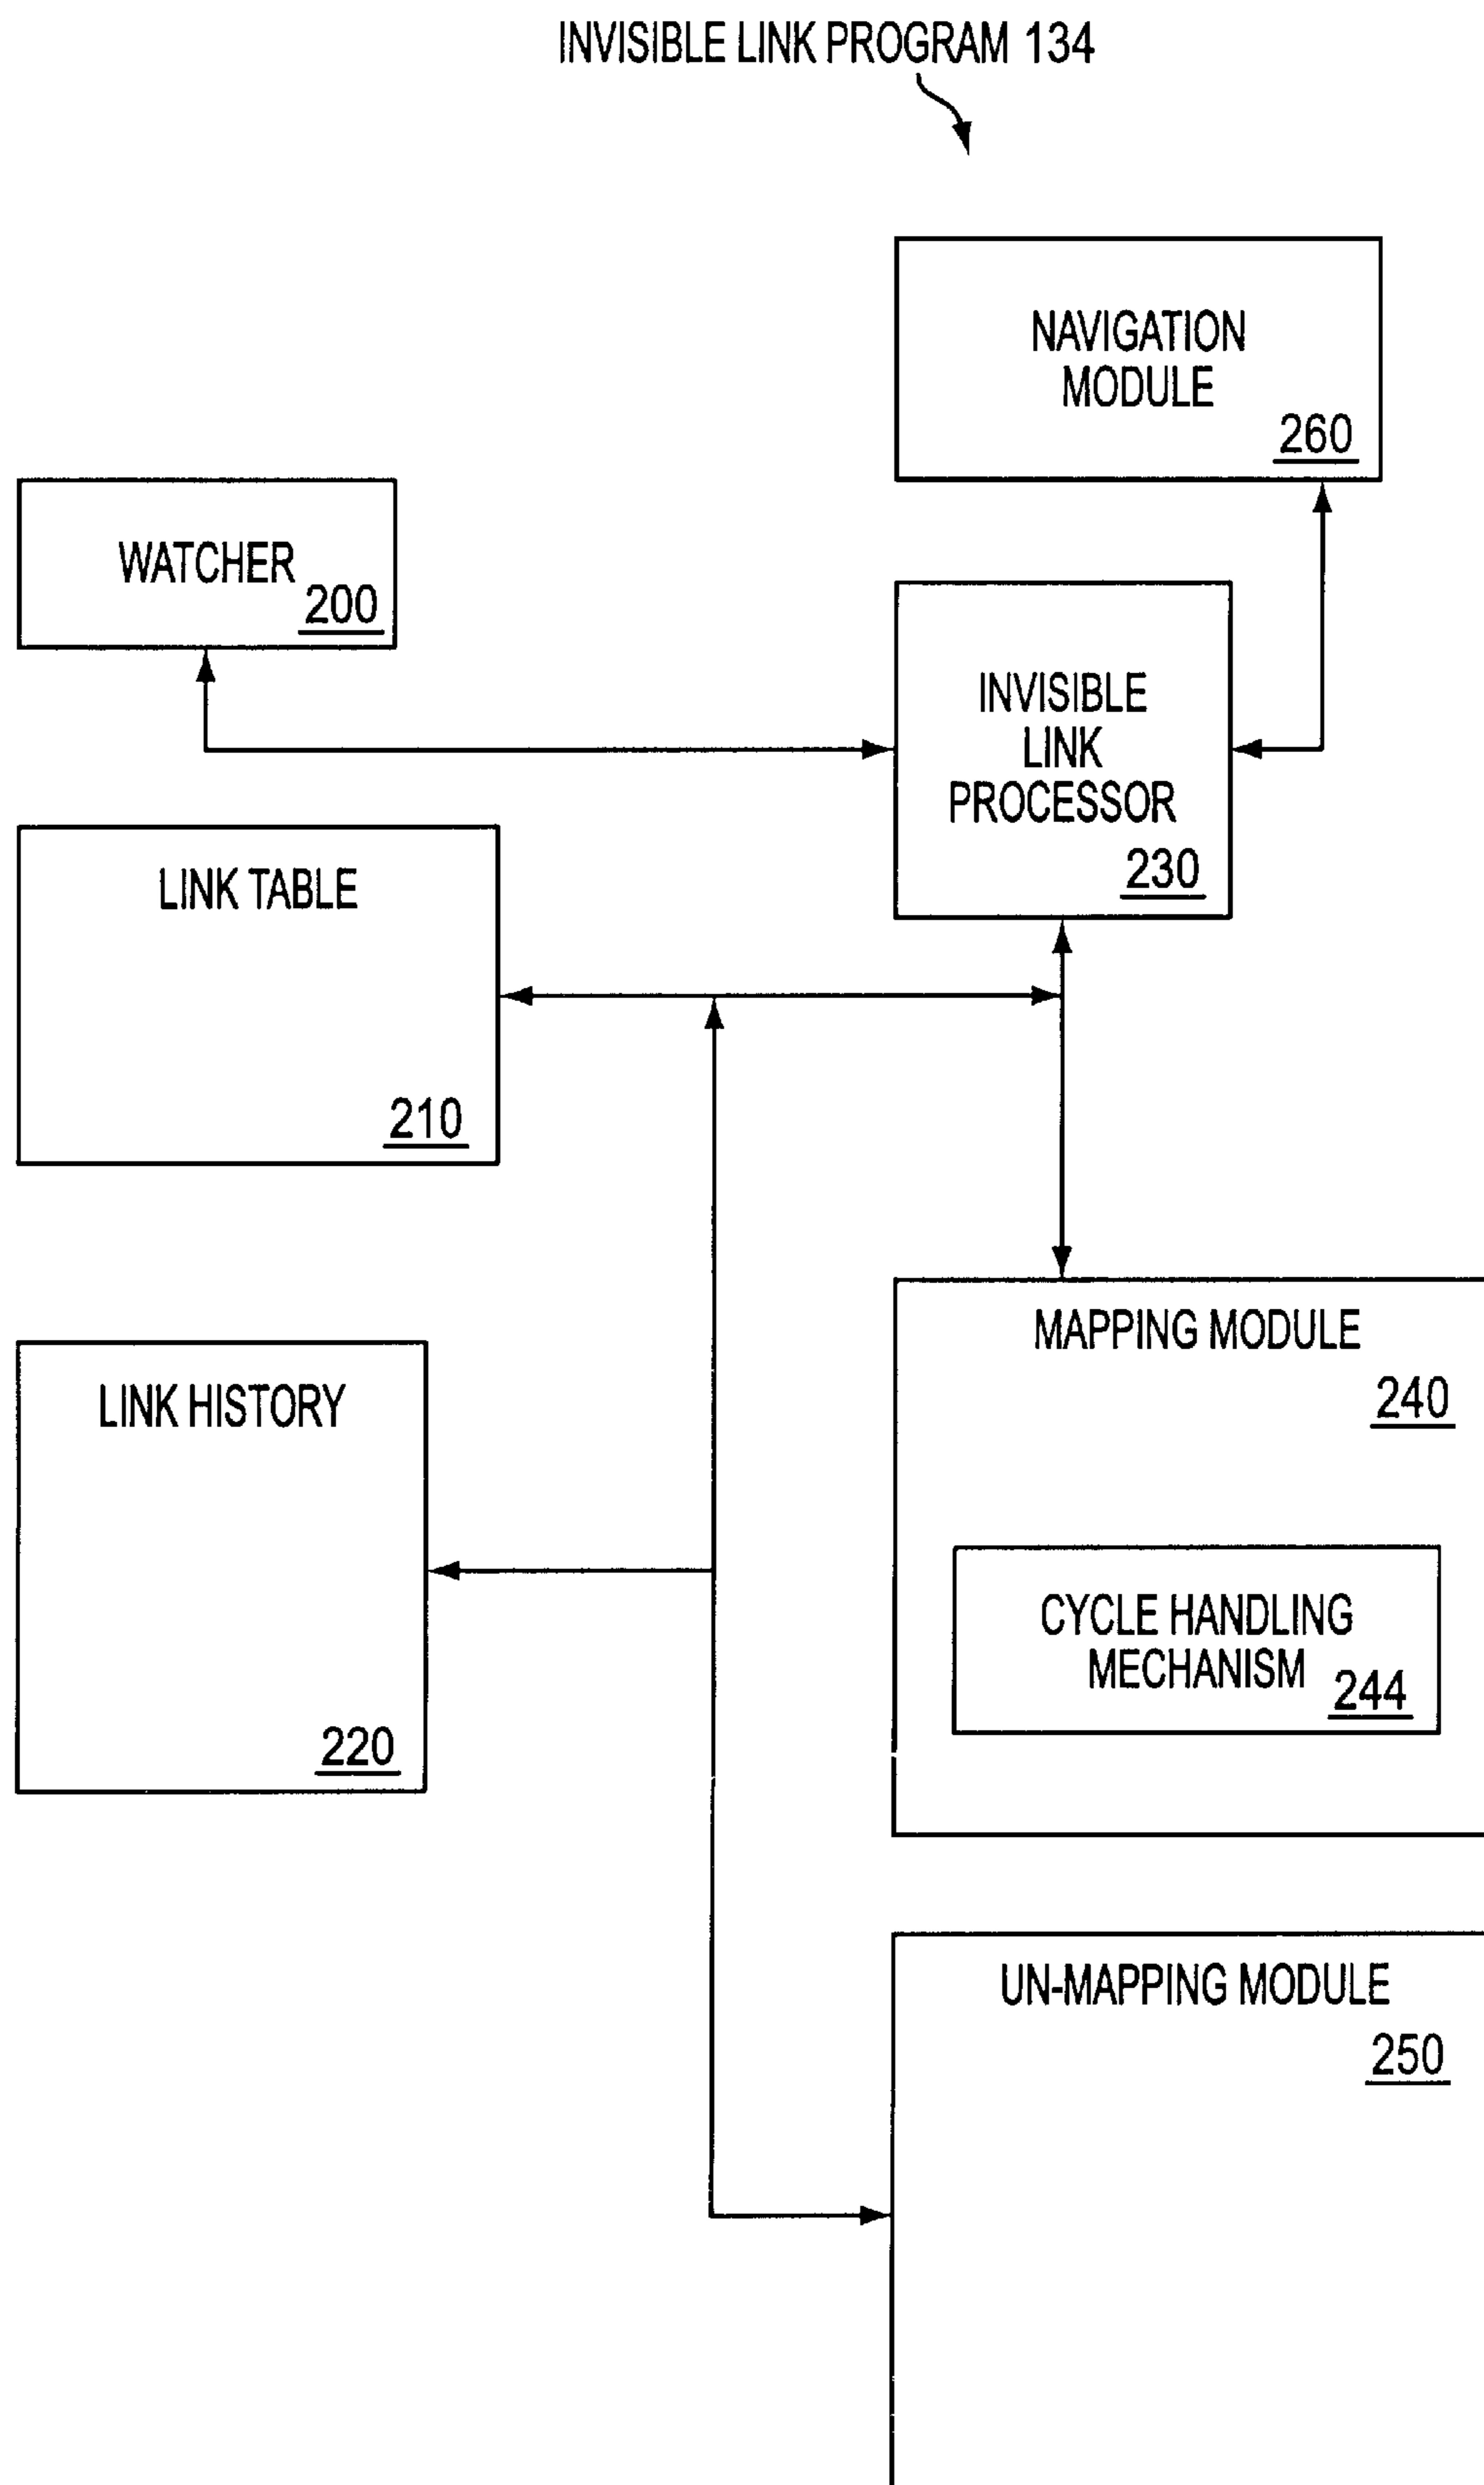 INVISIBLE LINK PROGRAM 134
NAVIGATION
MODULE
260
WATCHER
200
INVISIBLE
LINK
PROCESSOR
230
LINK TABLE
210
MAPPING MODULE
240
LINK HISTORY
220
CYCLE HANDLING
MECHANISM
244
UN-MAPPING MODULE
250